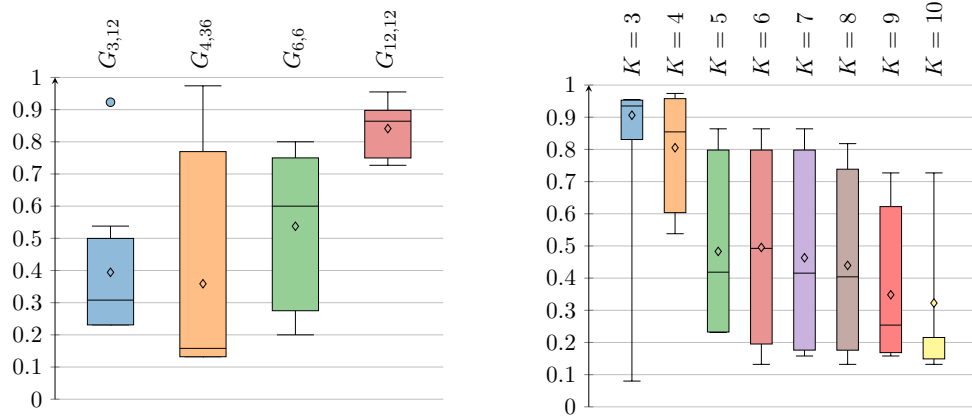 G3,12
G4,36
G6,6
G12,12
1
0.9
0.8
0.7
0.6
0.5
0.4
0.3
0.2
0.1
0
K = 3
K = 4
K = 5
K = 6
K = 7
K = 8
K = 9
K = 10
1
0.9
0.8
0.7
0.6
0.5
0.4
0.3
0.2
0.1
0